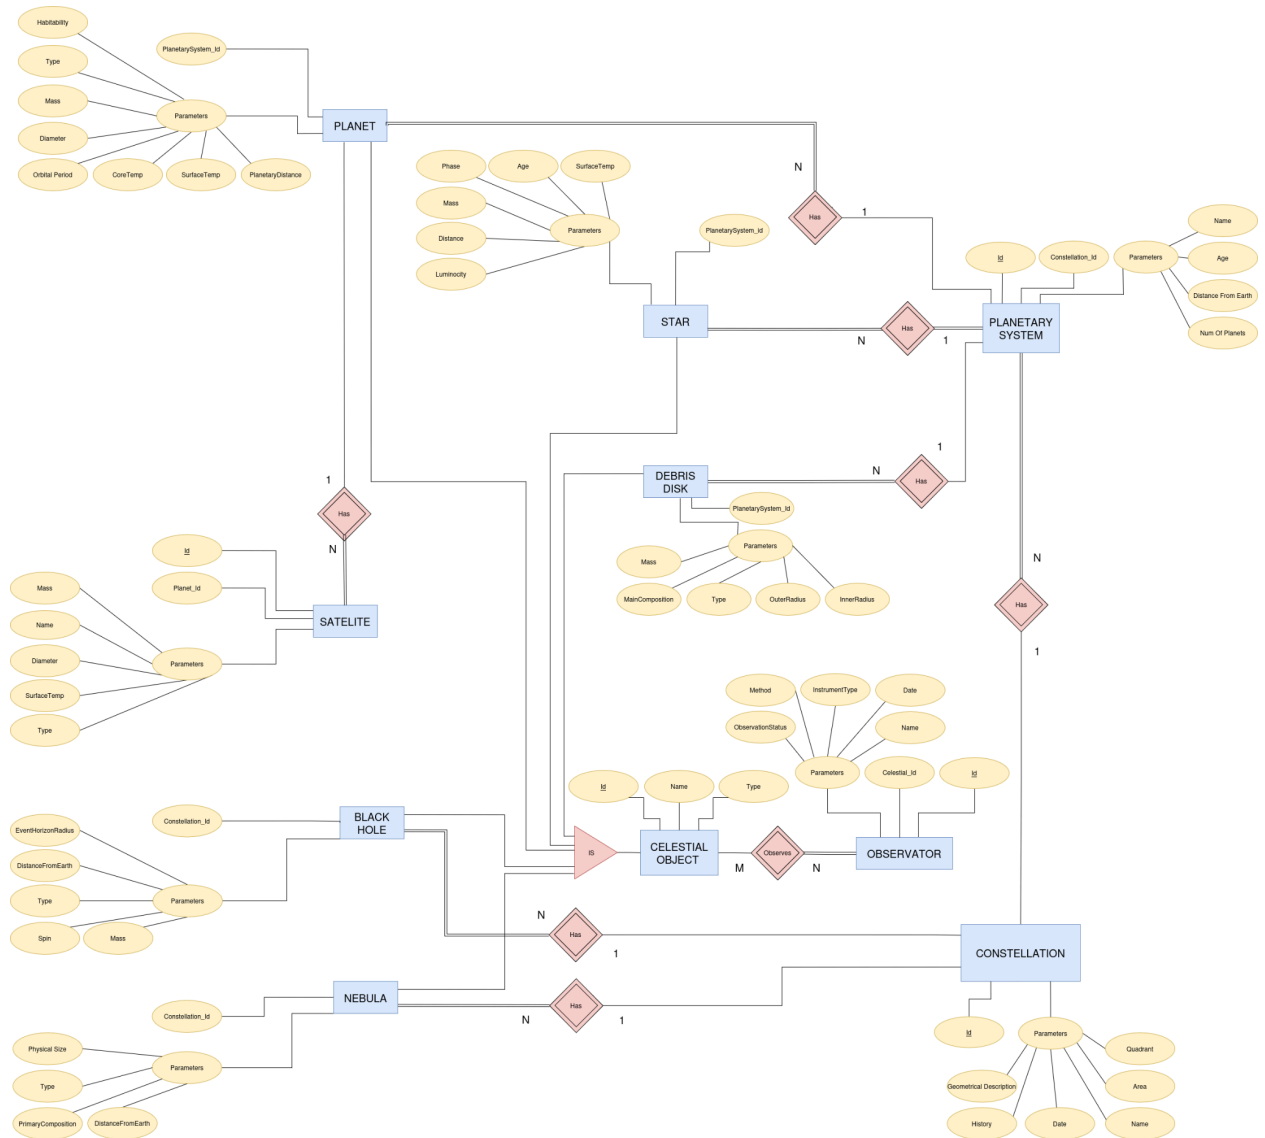 Habitability
PlanetarySystem_Id
Type
Mass
Parameters
PLANET
Diameter
Orbital Period
CoreTemp
SurfaceTemp
PlanetaryDistance
N
Has
1
Phase
Age
SurfaceTemp
Mass
Parameters
PlanetarySystem_Id
Distance
Luminocity
STAR
N
Has
1
Id
Constellation_Id
Parameters
Name
Age
Distance From Earth
Num Of Planets
PLANETARY
SYSTEM
1
Has
N
DEBRIS
DISK
N
Has
1
PlanetarySystem_Id
Parameters
Mass
MainComposition
Type
OuterRadius
InnerRadius
Id
Planet_Id
SATELITE
Mass
Name
Diameter
SurfaceTemp
Type
Parameters
N
Has
1
Method
InstrumentType
Date
ObservationStatus
Name
Parameters
Celestial_Id
Id
Id
Name
Type
IS
CELESTIAL
OBJECT
M
Observes
N
OBSERVATOR
Constellation_Id
BLACK
HOLE
EventHorizonRadius
DistanceFromEarth
Type
Parameters
Spin
Mass
N
Has
1
CONSTELLATION
NEBULA
N
Has
1
Constellation_Id
Physical Size
Type
Parameters
PrimaryComposition
DistanceFromEarth
Id
Parameters
Quadrant
Geometrical Description
Area
History
Date
Name